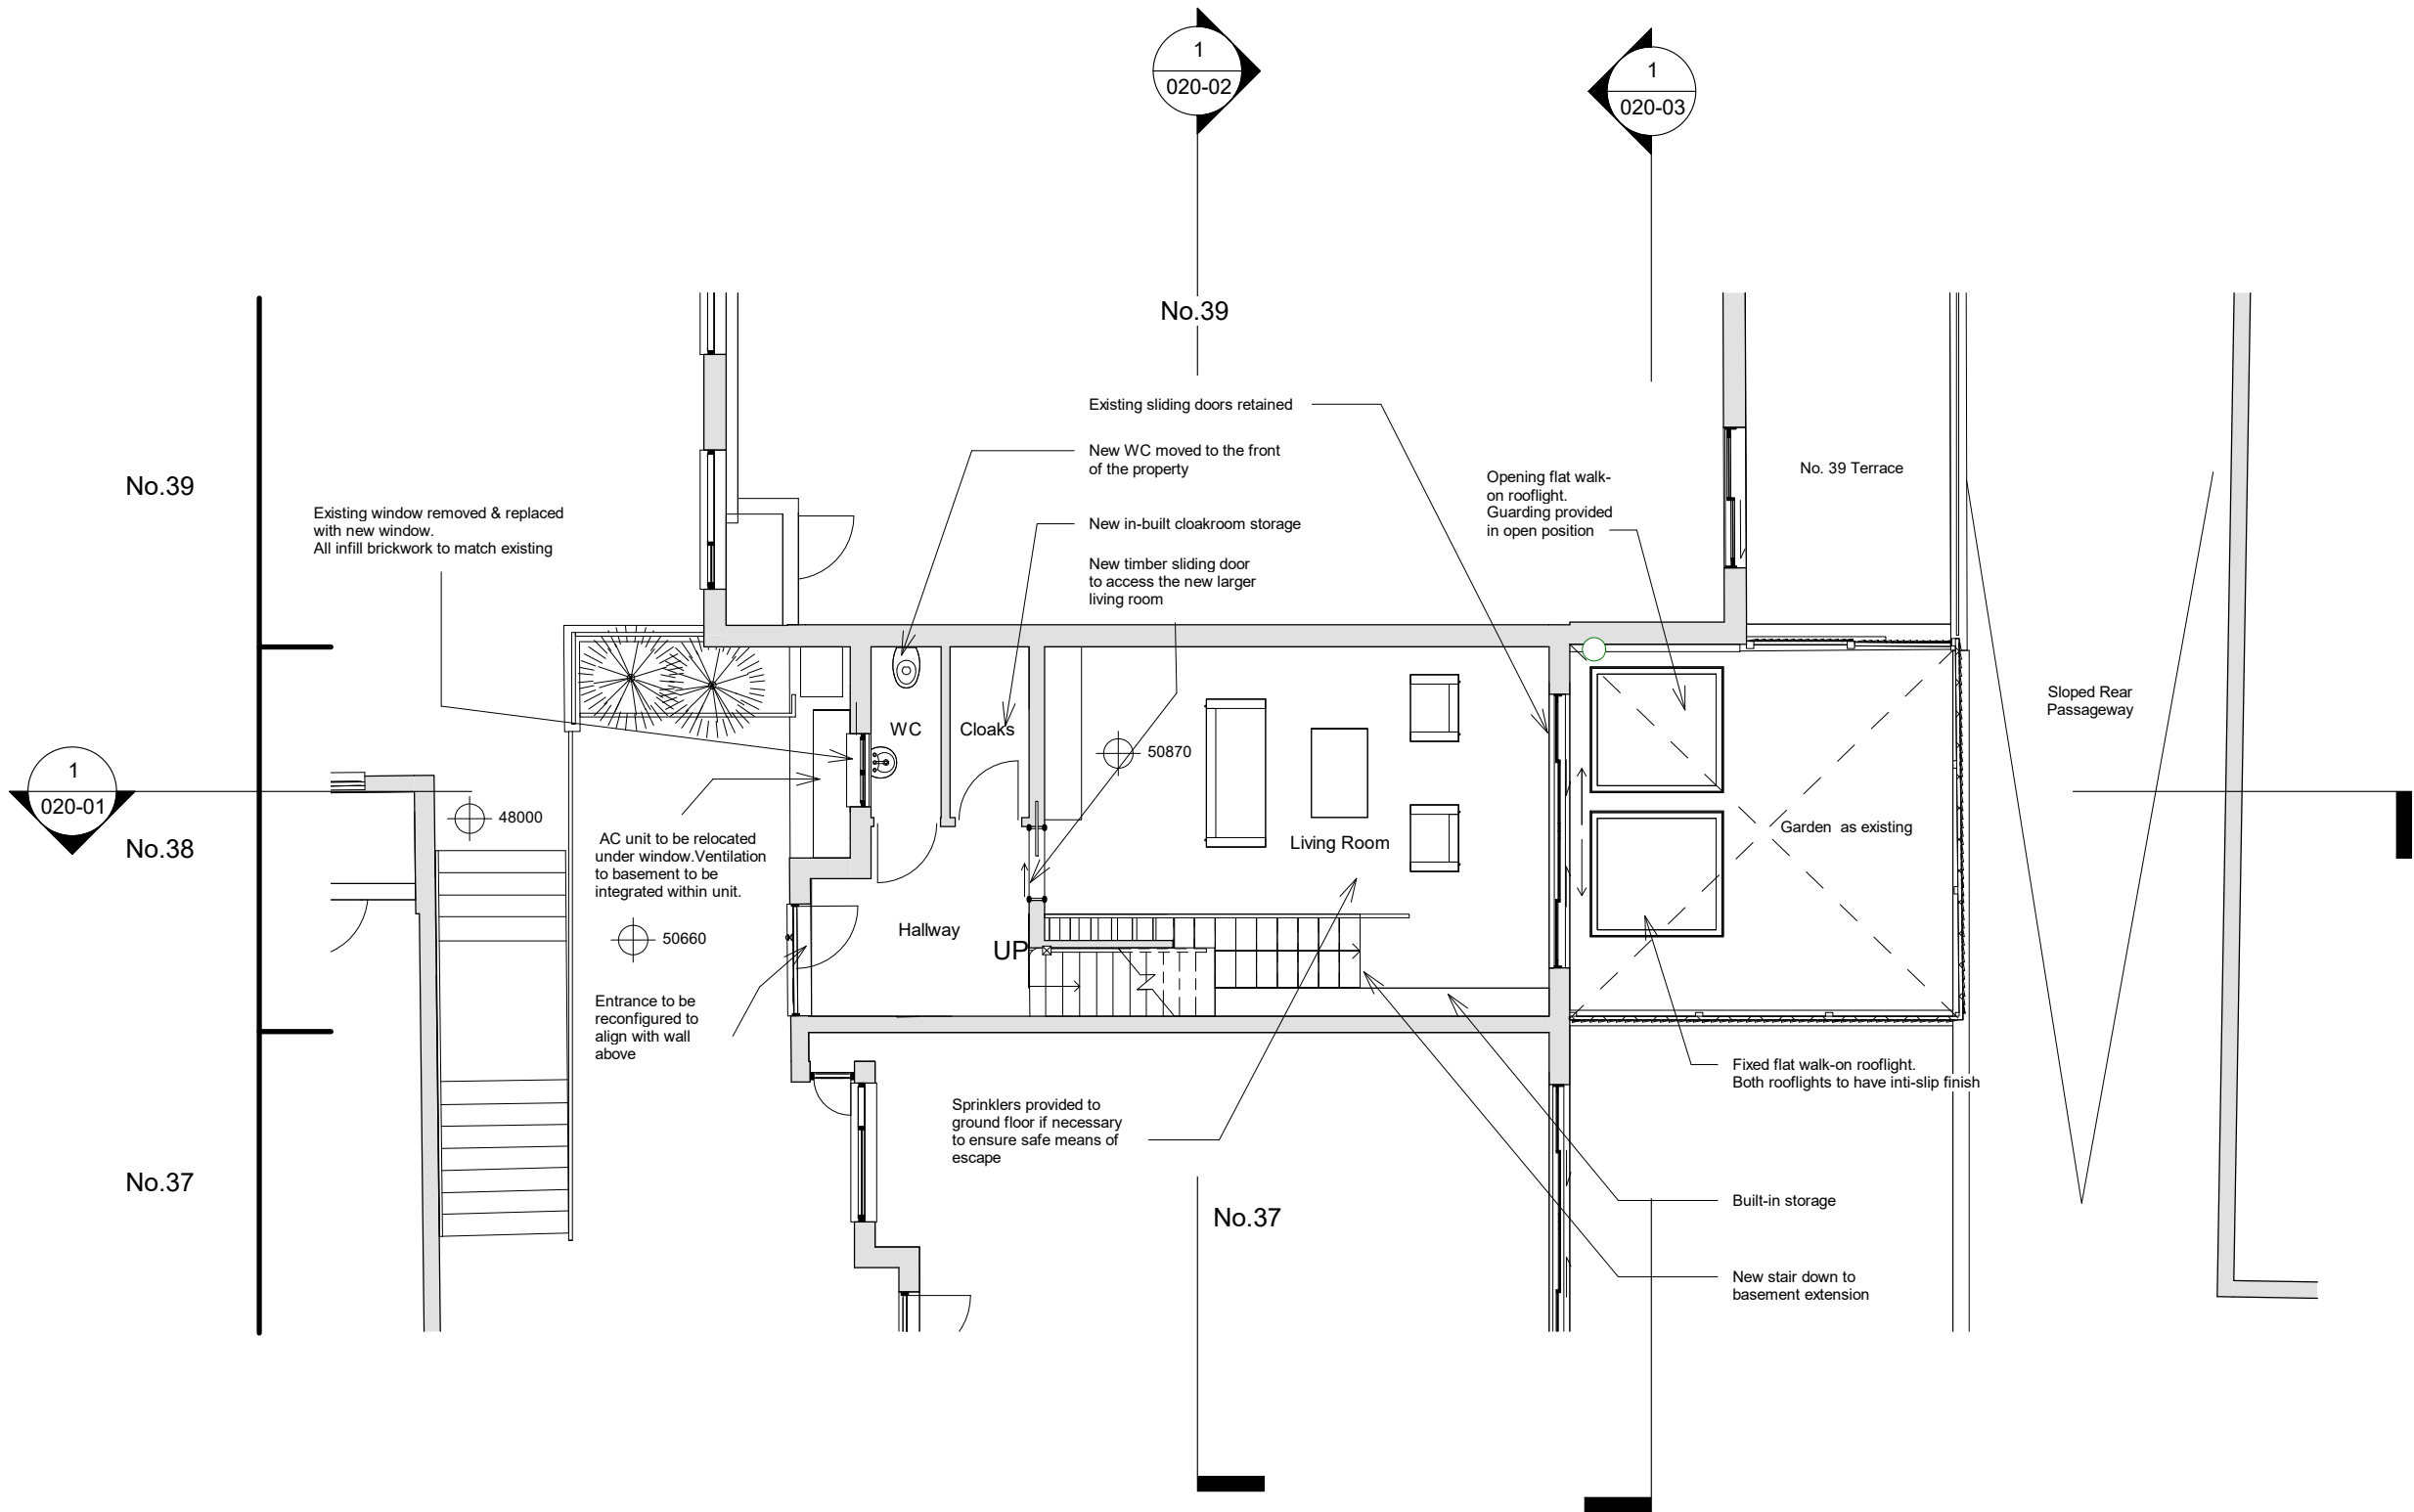 1
020-02
1
020-03
No.39
Existing sliding doors retained
New WC moved to the front
of the property
No. 39 Terrace
Opening flat walk-
on rooflight.
Guarding provided
in open position
No.39
Existing window removed & replaced
with new window.
All infill brickwork to match existing
New in-built cloakroom storage
New timber sliding door
to access the new larger
living room
Sloped Rear
Passageway
WC
Cloaks
50870
1
020-01
48000
No.38
AC unit to be relocated
under window.Ventilation
to basement to be
integrated within unit.
Living Room
Garden as existing
50660
Hallway
UP
Entrance to be
reconfigured to
align with wall
above
Fixed flat walk-on rooflight.
Both rooflights to have inti-slip finish
Sprinklers provided to
ground floor if necessary
to ensure safe means of
escape
No.37
No.37
Built-in storage
New stair down to
basement extension